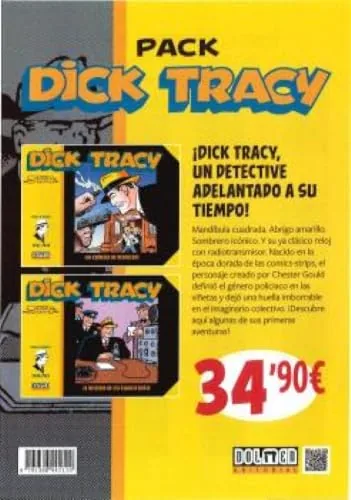 PACK
DICK TRACY
DICK TRACY
¡DICK TRACY,
UN DETECTIVE
ADELANTADO A SU
TIEMPO!
Mandíbula cuadrada. Abrigo amarillo.
Sombrero icónico. Y su ya clásico reloj
con radiotransmisor. Nacido en la
época dorada de las comics strips, el
personaje creado por Chester Gould
definió el género policiaco en las
viñetas y dejó una huella imborrable
en el imaginario colectivo. ¡Descubre
aquí algunas de sus primeras
aventuras!
DICK TRACY
34'90€
DOLMEN
EDITORIAL